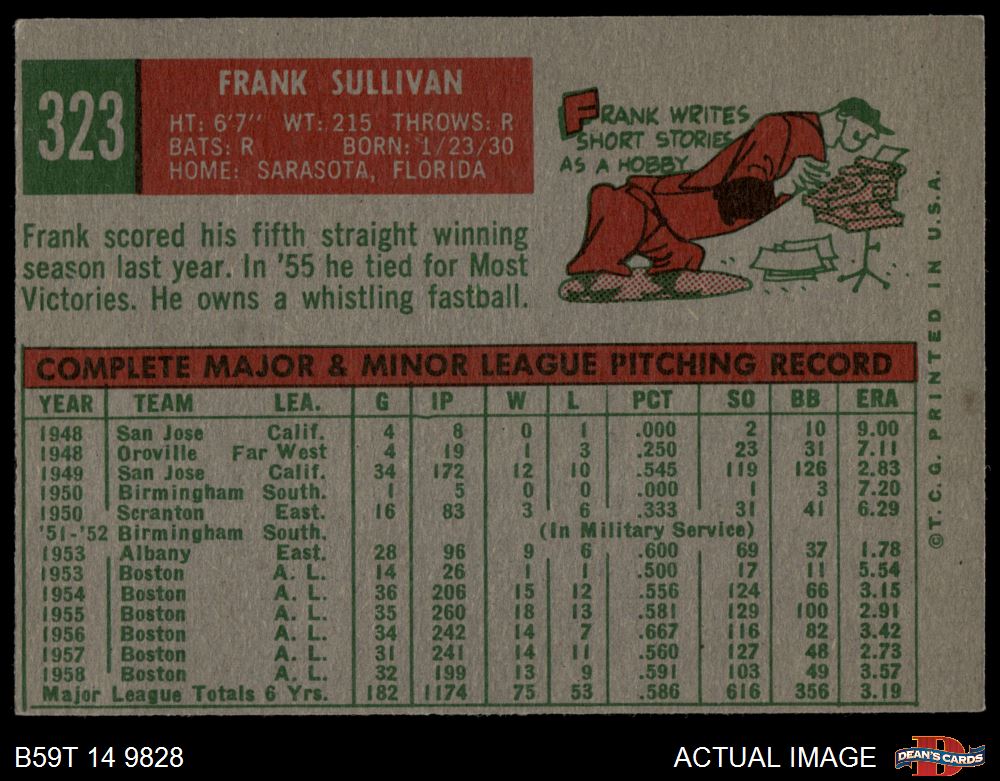 323
FRANK SULLIVAN
HT: 6'7" WT: 215 THROWS: R
BATS: R BORN: 1/23/30
HOME: SARASOTA, FLORIDA
FRANK WRITES
SHORT STORIES
AS A HOBBY
Frank scored his fifth straight winning
season last year. In '55 he tied for Most
Victories. He owns a whistling fastball.
COMPLETE MAJOR & MINOR LEAGUE PITCHING RECORD
YEAR TEAM LEA. G IP W L PCT SO BB ERA
1948 San Jose Calif. 4 8 0 1 .000 2 10 9.00
1948 Oroville Far West 4 19 1 3 .250 23 31 7.11
1949 San Jose Calif. 34 172 12 10 .545 119 126 2.83
1950 Birmingham South. 1 5 0 0 .000 1 3 7.20
1950 Scranton East. 16 83 3 6 .333 31 41 6.29
'51-'52 Birmingham South. (In Military Service)
1953 Albany East. 28 96 9 6 .600 69 37 1.78
1953 Boston A. L. 14 26 1 1 .500 17 11 5.54
1954 Boston A. L. 36 206 15 12 .556 124 66 3.15
1955 Boston A. L. 35 260 18 13 .581 129 100 2.91
1956 Boston A. L. 34 242 14 7 .667 116 82 3.42
1957 Boston A. L. 31 241 14 11 .560 127 48 2.73
1958 Boston A. L. 32 199 13 9 .591 103 49 3.57
Major League Totals 6 Yrs. 182 1174 75 53 .586 616 356 3.19
©T.C.G. PRINTED IN U.S.A.
B59T 14 9828
ACTUAL IMAGE
D
DEAN'S CARDS